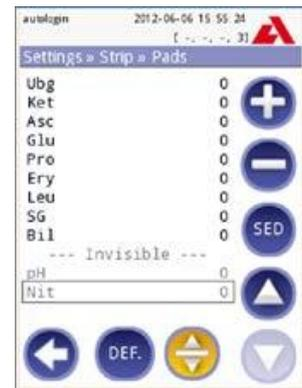 autologin 2012-06-06 15 55 24
[ -, -, -, 3]
Settings » Strip » Pads
Ubg 0
Ket 0
Asc 0
Glu 0
Pro 0
Ery 0
Leu 0
SG 0
Bil 0
--- Invisible ---
pH 0
Nit 0
SED
DEF.